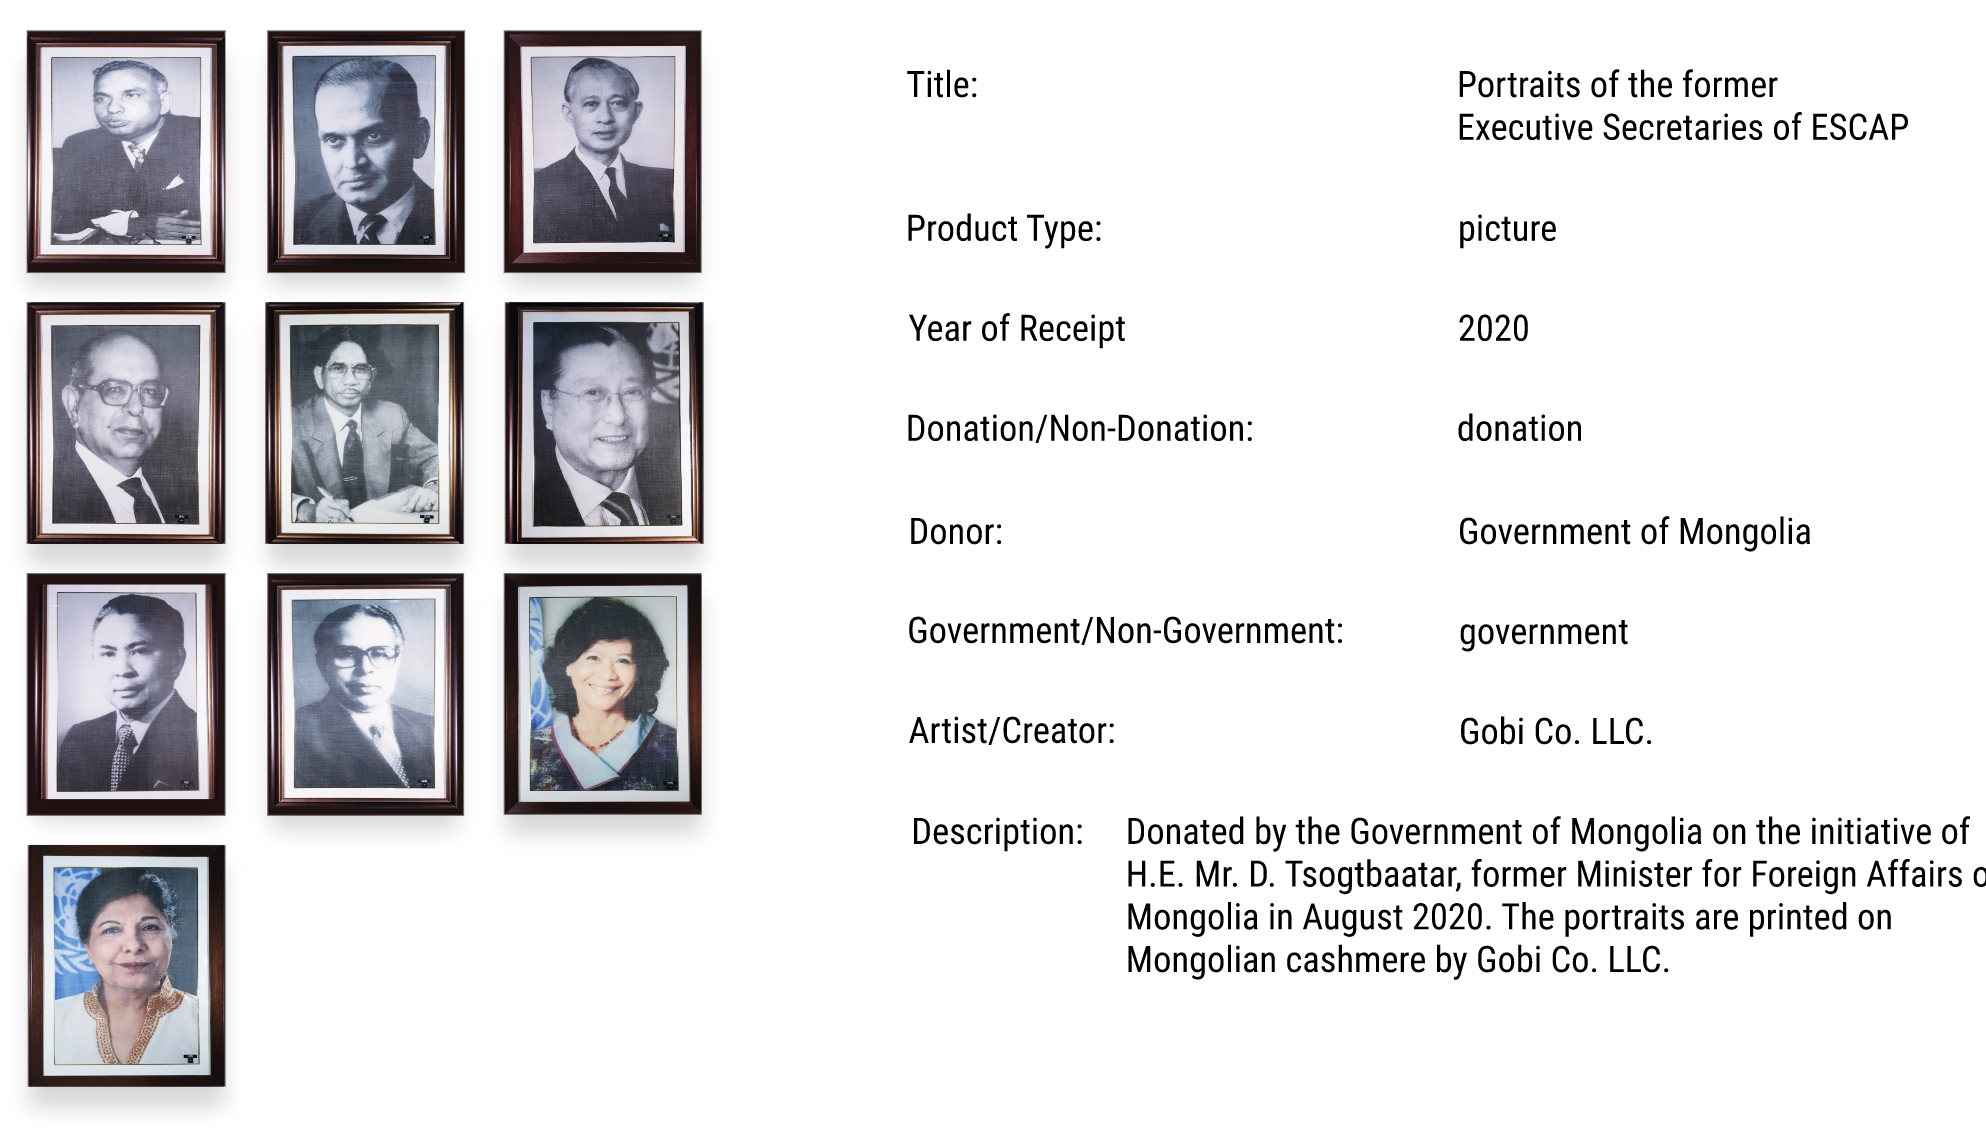 Title:
Portraits of the former
Executive Secretaries of ESCAP
Product Type:
picture
Year of Receipt
2020
Donation/Non-Donation:
donation
Donor:
Government of Mongolia
Government/Non-Government:
government
Artist/Creator:
Gobi Co. LLC.
Description:
Donated by the Government of Mongolia on the initiative of
H.E. Mr. D. Tsogtbaatar, former Minister for Foreign Affairs
Mongolia in August 2020. The portraits are printed on
Mongolian cashmere by Gobi Co. LLC.